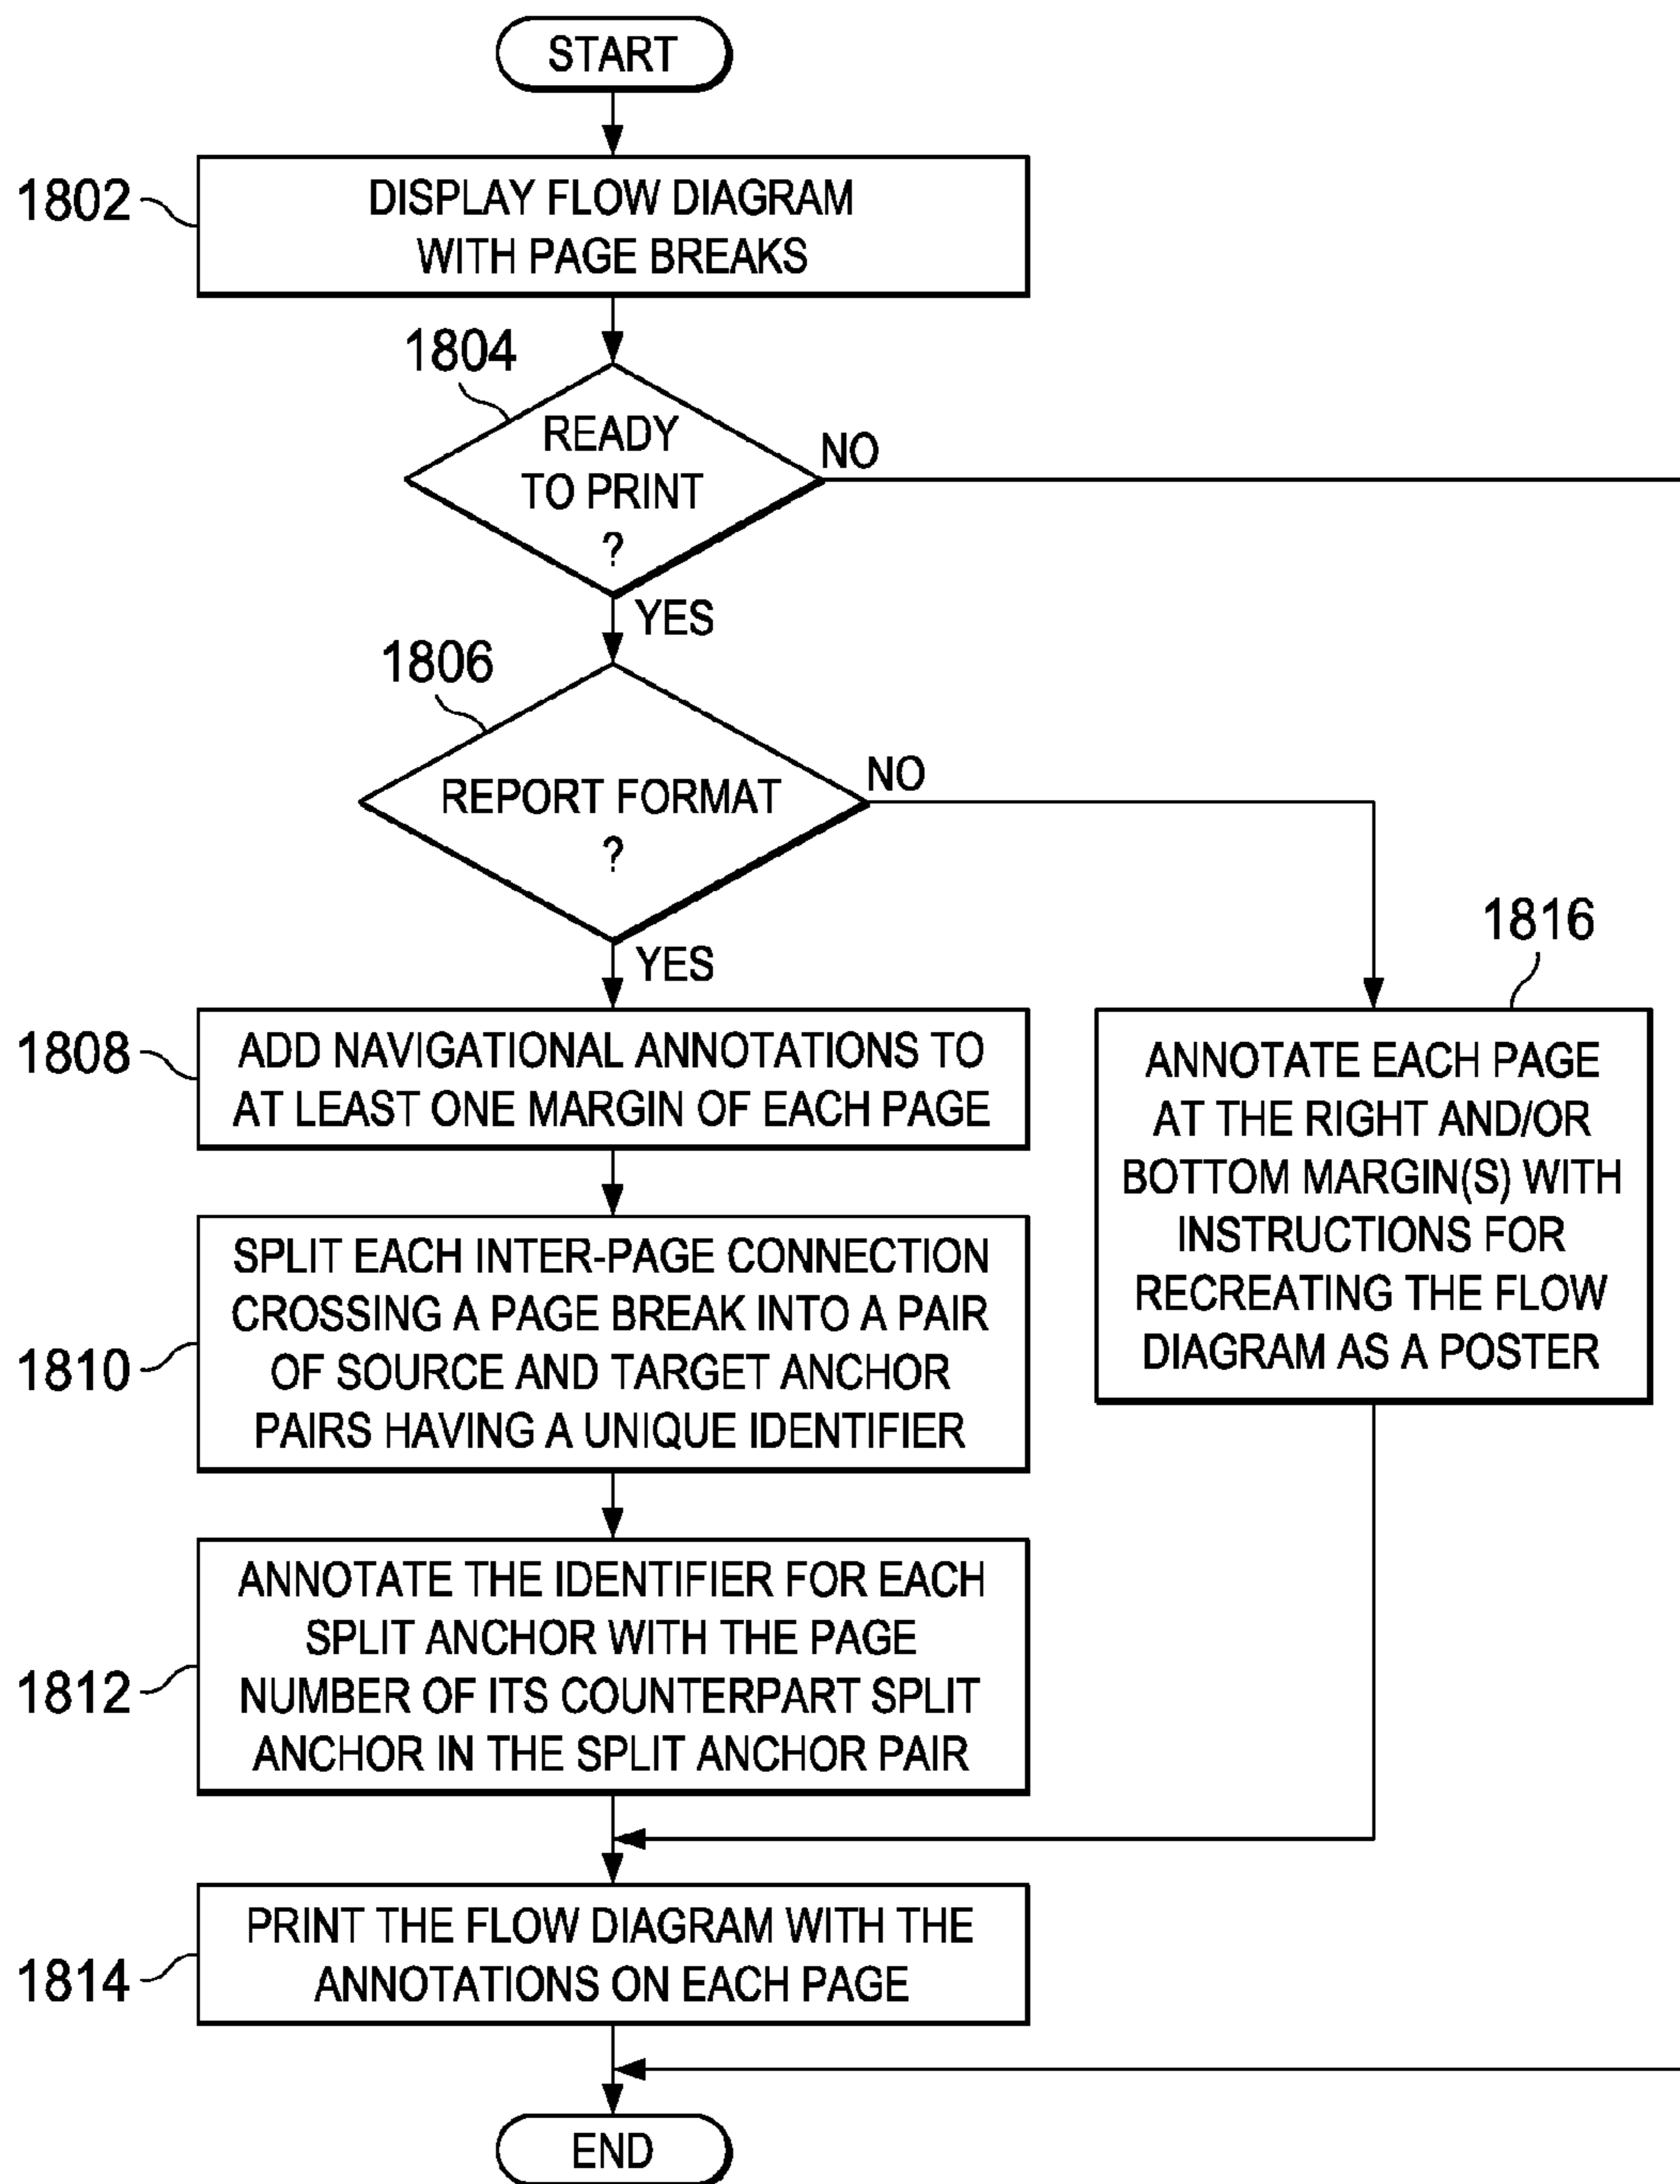 START
1802
DISPLAY FLOW DIAGRAM
WITH PAGE BREAKS
1804
READY
TO PRINT
?
NO
YES
1806
REPORT FORMAT
?
NO
YES
1808
ADD NAVIGATIONAL ANNOTATIONS TO
AT LEAST ONE MARGIN OF EACH PAGE
1816
ANNOTATE EACH PAGE
AT THE RIGHT AND/OR
BOTTOM MARGIN(S) WITH
INSTRUCTIONS FOR
RECREATING THE FLOW
DIAGRAM AS A POSTER
1810
SPLIT EACH INTER-PAGE CONNECTION
CROSSING A PAGE BREAK INTO A PAIR
OF SOURCE AND TARGET ANCHOR
PAIRS HAVING A UNIQUE IDENTIFIER
1812
ANNOTATE THE IDENTIFIER FOR EACH
SPLIT ANCHOR WITH THE PAGE
NUMBER OF ITS COUNTERPART SPLIT
ANCHOR IN THE SPLIT ANCHOR PAIR
1814
PRINT THE FLOW DIAGRAM WITH THE
ANNOTATIONS ON EACH PAGE
END